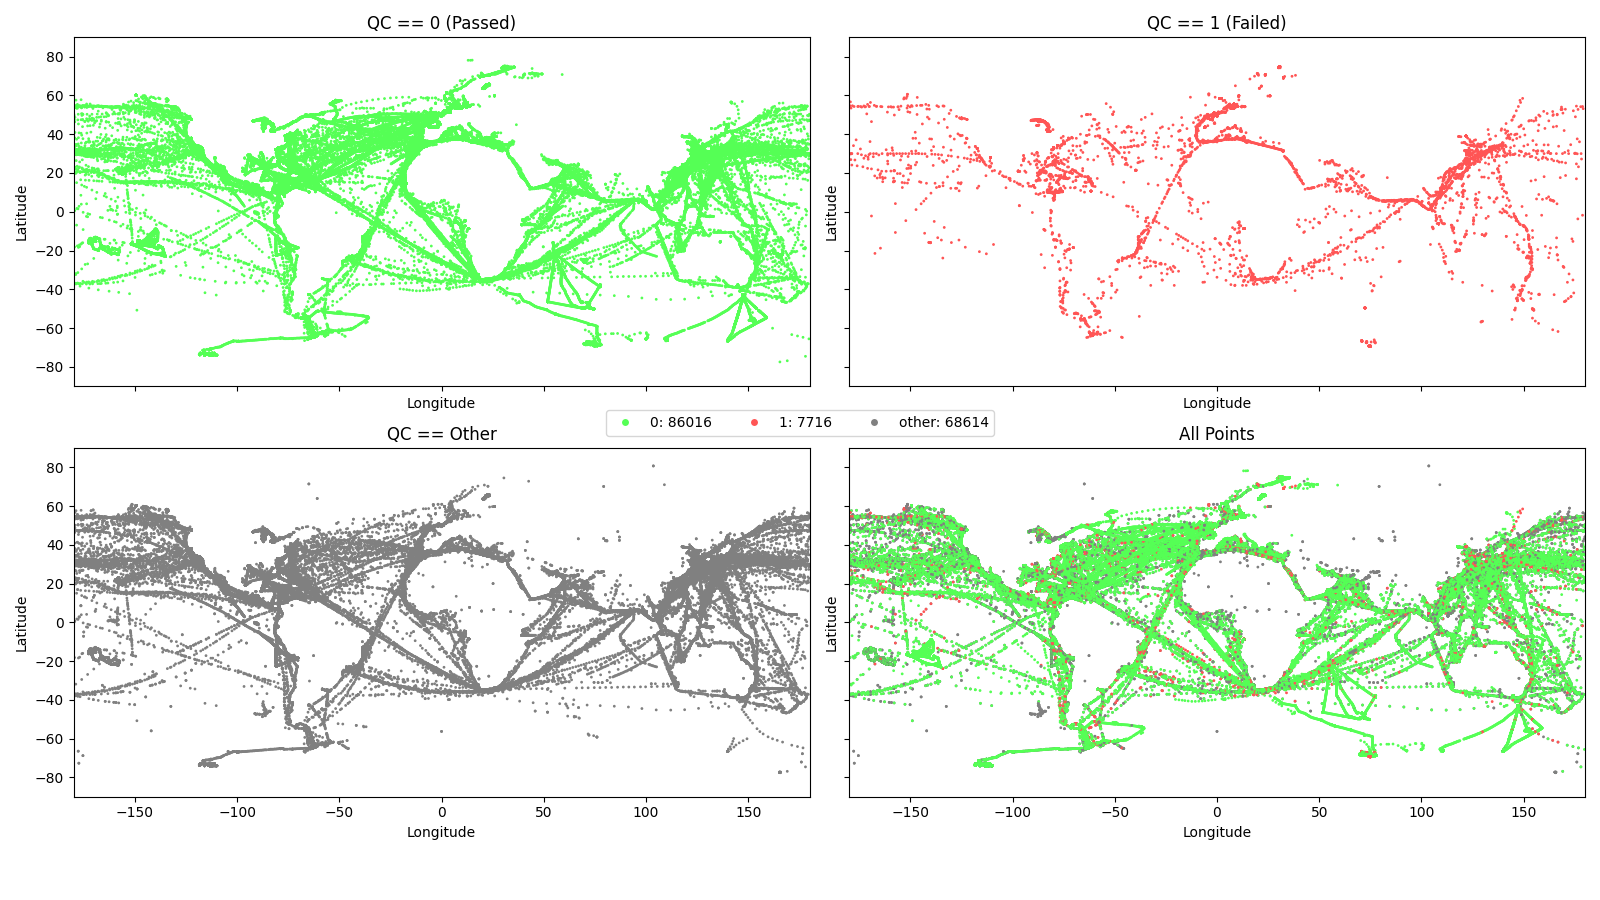 QC == 0 (Passed)
QC == 1 (Failed)
80
60
40
20
0
−20
−40
−60
−80
Latitude
Latitude
Longitude
Longitude
0: 86016 1: 7716 other: 68614
QC == Other
All Points
80
60
40
20
0
−20
−40
−60
−80
Latitude
Latitude
−150 −100 −50 0 50 100 150
−150 −100 −50 0 50 100 150
Longitude
Longitude